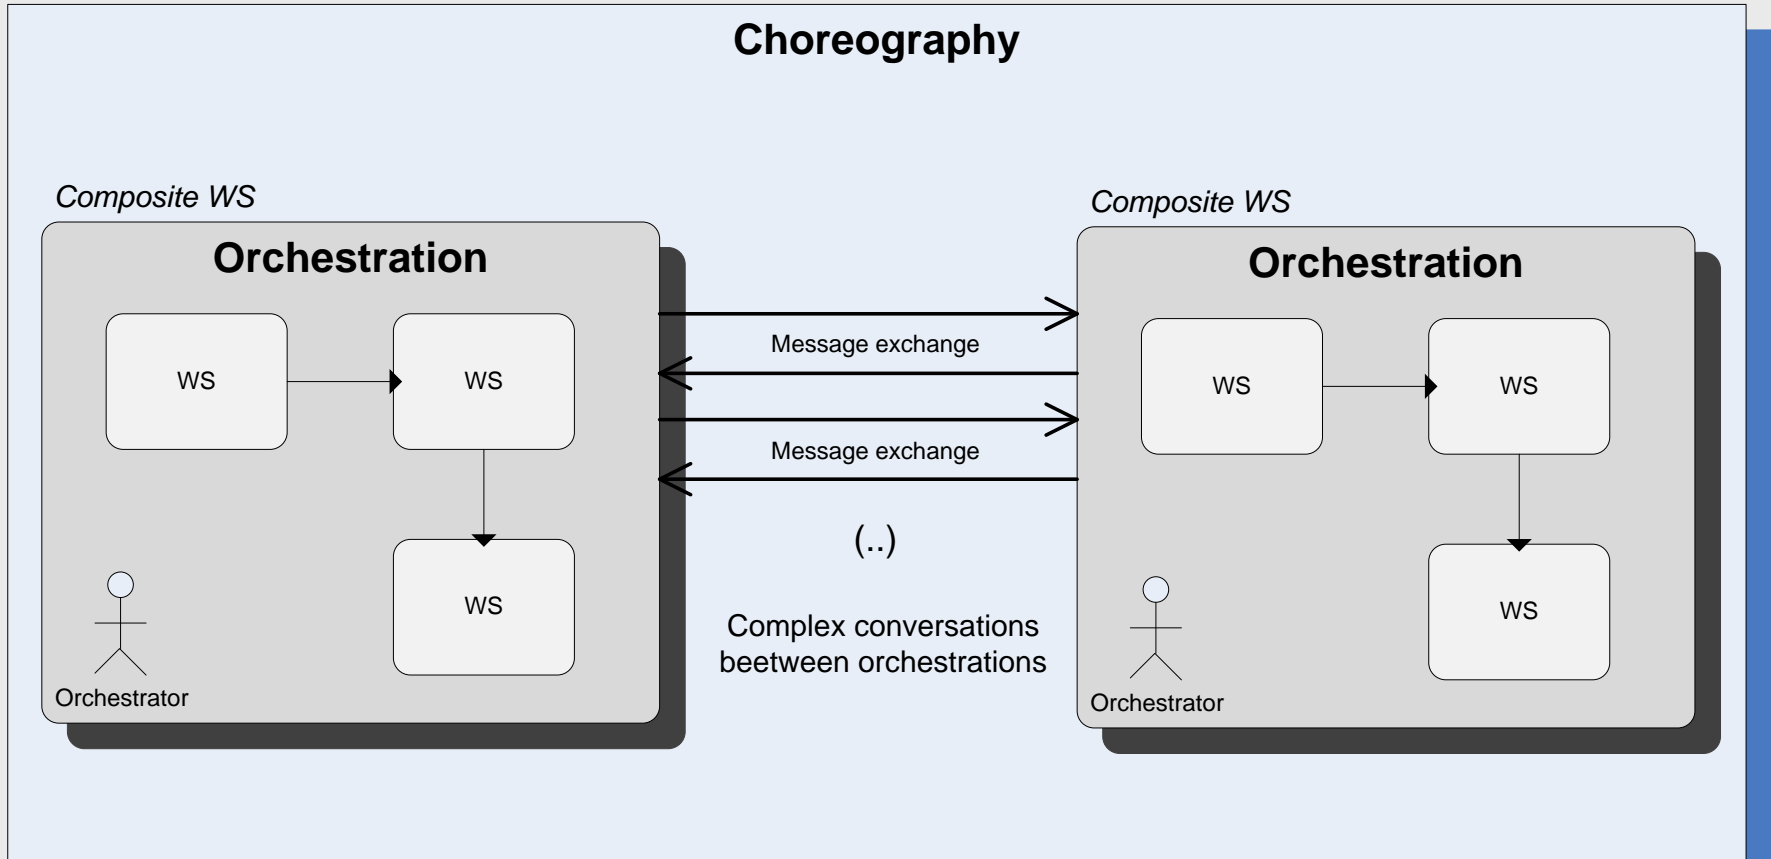 Choreography
Composite WS
Orchestration
WS
WS
WS
Orchestrator
Message exchange
Message exchange
(..)
Complex conversations
beetween orchestrations
Composite WS
Orchestration
WS
WS
WS
Orchestrator